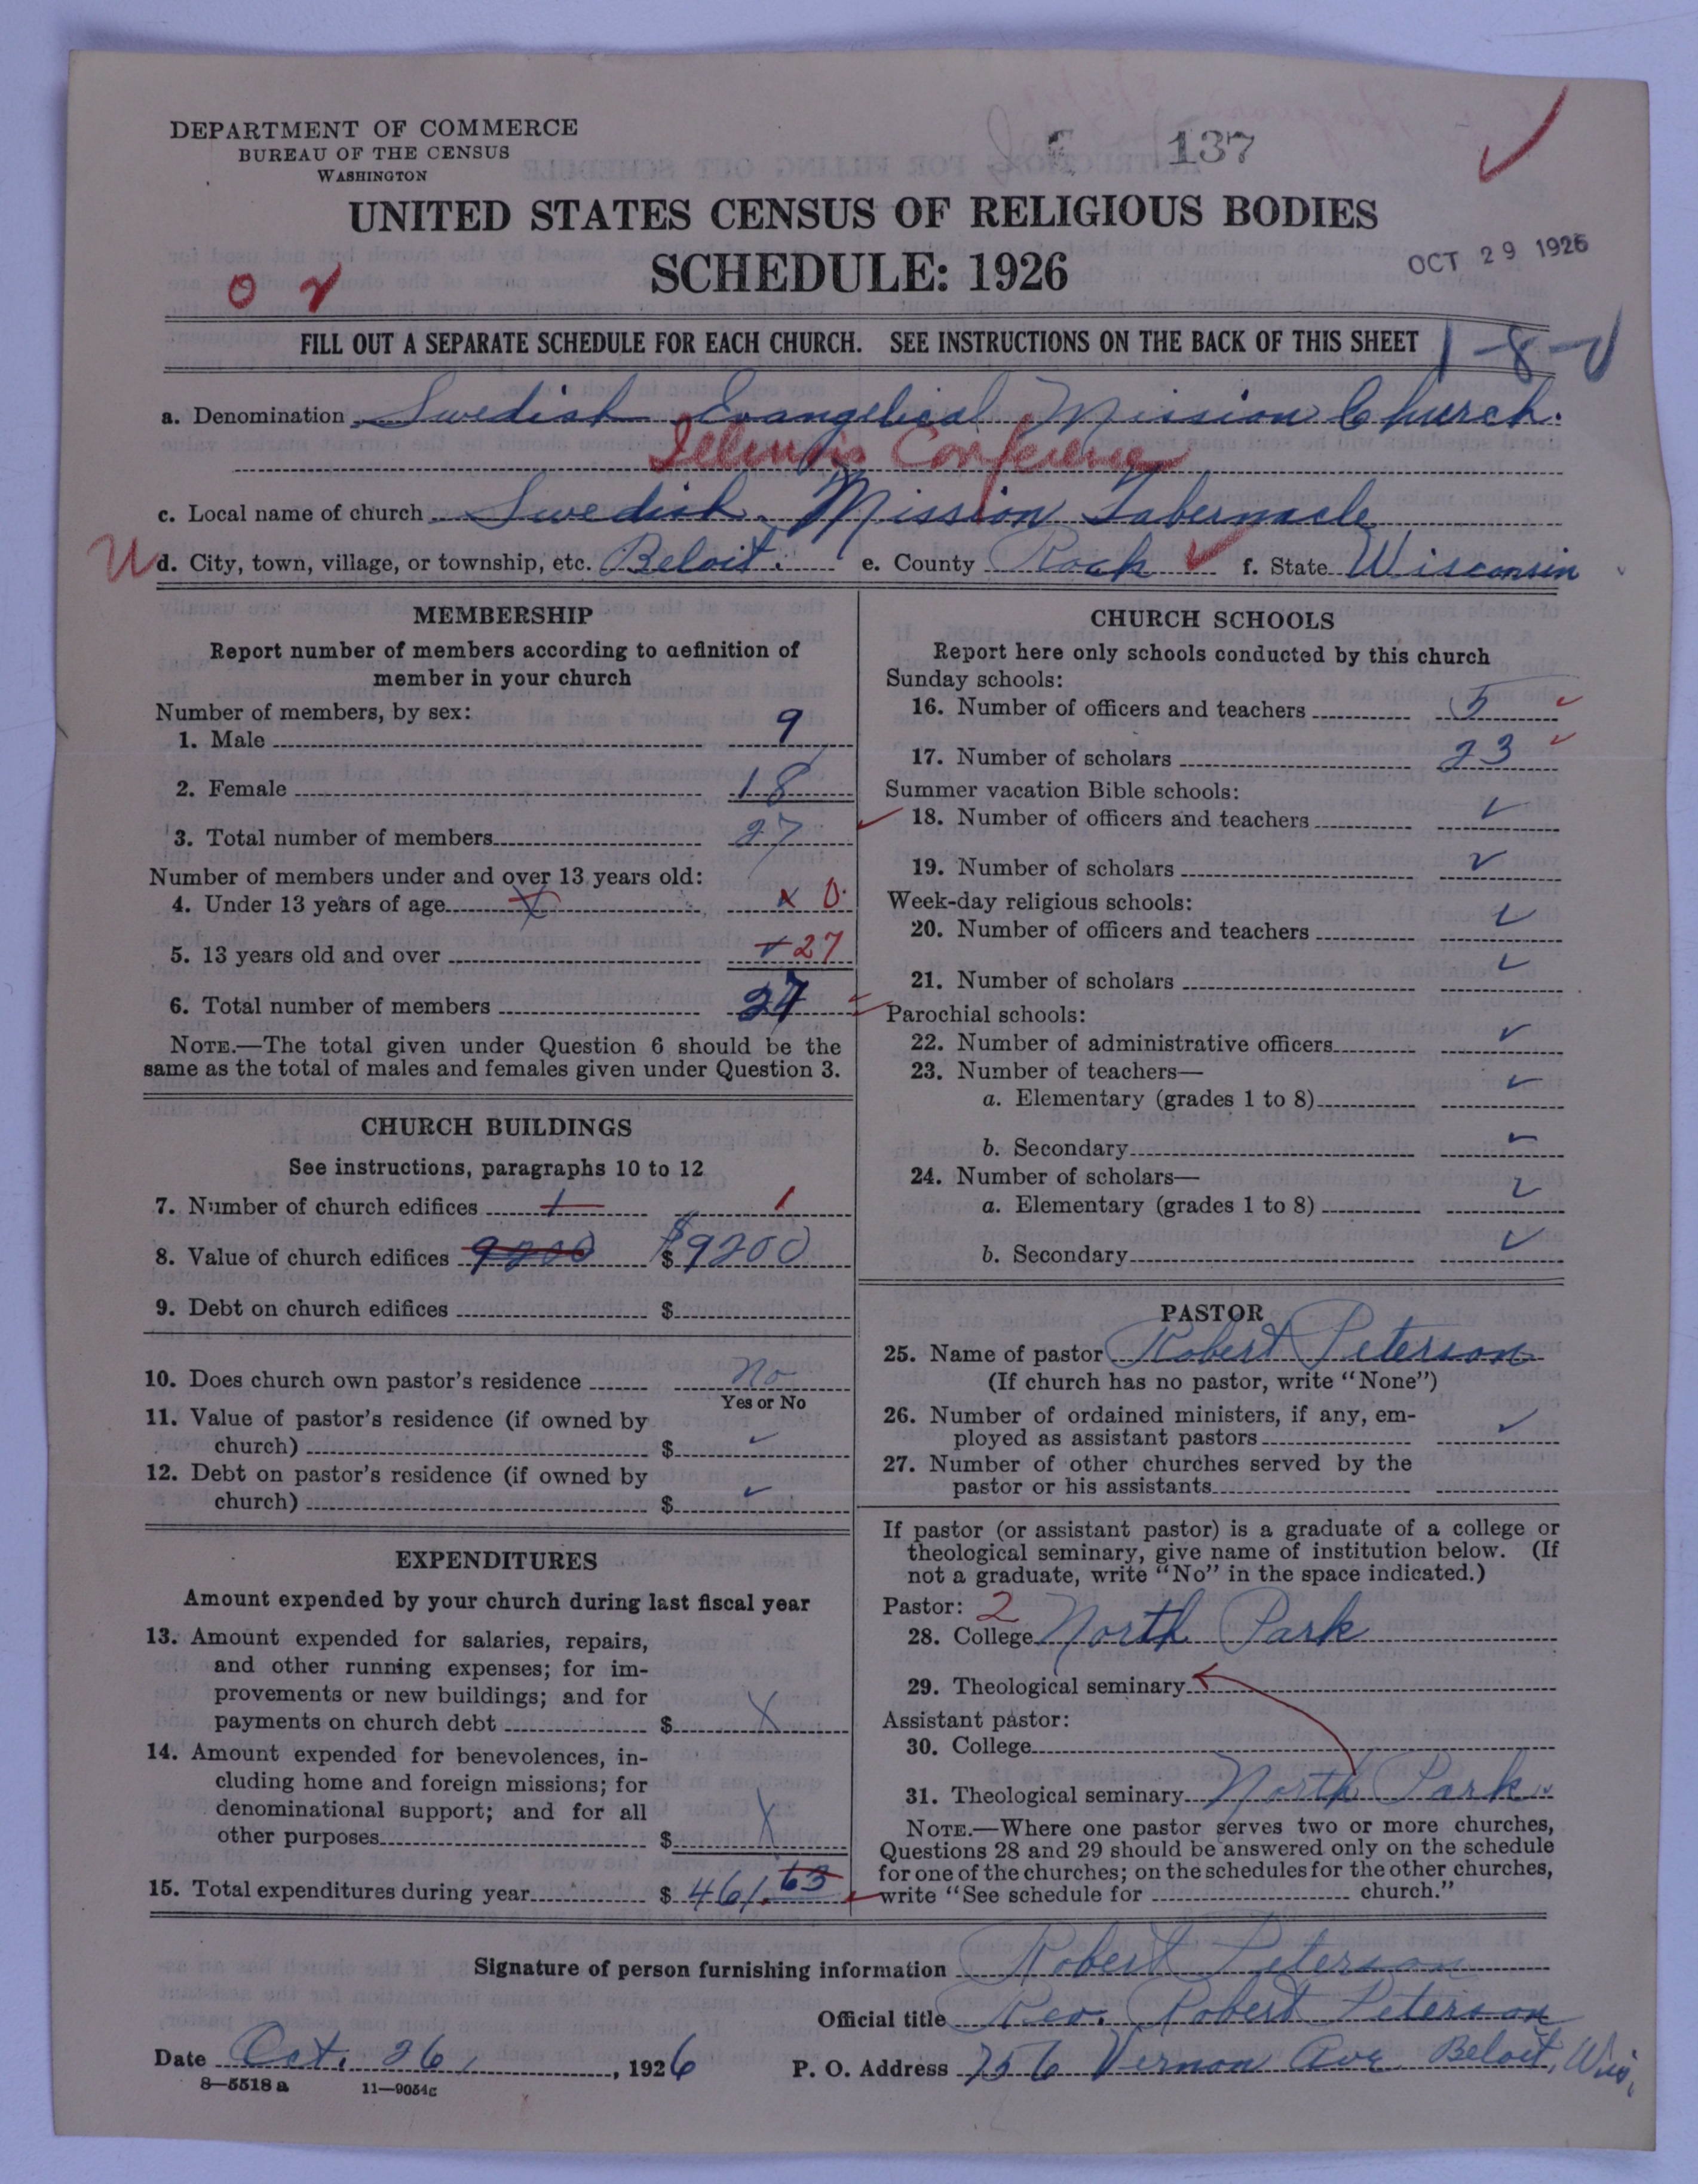 DEPARTMENT OF COMMERCE
BUREAU OF THE CENSUS
WASHINGTON
137
UNITED STATES CENSUS OF RELIGIOUS BODIES
SCHEDULE: 1926
OCT 29 1926
FILL OUT A SEPARATE SCHEDULE FOR EACH CHURCH. SEE INSTRUCTIONS ON THE BACK OF THIS SHEET
1-8-
a. Denomination Swedish Evangelical Mission Church.
Illinois Conference
c. Local name of church Swedish Mission Tabernacle
d. City, town, village, or township, etc. Beloit. e. County Rock f. State Wisconsin
MEMBERSHIP
Report number of members according to definition of
member in your church
Number of members, by sex:
1. Male 9
2. Female 18
3. Total number of members 27
Number of members under and over 13 years old:
4. Under 13 years of age x x 0
5. 13 years old and over 27
6. Total number of members 27
NOTE.—The total given under Question 6 should be the
same as the total of males and females given under Question 3.
CHURCH BUILDINGS
See instructions, paragraphs 10 to 12
7. Number of church edifices 1 1
8. Value of church edifices 9200 $ $9200
9. Debt on church edifices $
10. Does church own pastor's residence No
Yes or No
11. Value of pastor's residence (if owned by
church) $
12. Debt on pastor's residence (if owned by
church) $
EXPENDITURES
Amount expended by your church during last fiscal year
13. Amount expended for salaries, repairs,
and other running expenses; for im-
provements or new buildings; and for
payments on church debt $ X
14. Amount expended for benevolences, in-
cluding home and foreign missions; for
denominational support; and for all
other purposes $ X
15. Total expenditures during year $ 461.63
CHURCH SCHOOLS
Report here only schools conducted by this church
Sunday schools:
16. Number of officers and teachers 5
17. Number of scholars 23
Summer vacation Bible schools:
18. Number of officers and teachers
19. Number of scholars
Week-day religious schools:
20. Number of officers and teachers
21. Number of scholars
Parochial schools:
22. Number of administrative officers
23. Number of teachers—
a. Elementary (grades 1 to 8)
b. Secondary
24. Number of scholars—
a. Elementary (grades 1 to 8)
b. Secondary
PASTOR
25. Name of pastor Robert Peterson
(If church has no pastor, write "None")
26. Number of ordained ministers, if any, em-
ployed as assistant pastors
27. Number of other churches served by the
pastor or his assistants
If pastor (or assistant pastor) is a graduate of a college or
theological seminary, give name of institution below. (If
not a graduate, write "No" in the space indicated.)
Pastor: 2
28. College North Park
29. Theological seminary
Assistant pastor:
30. College
31. Theological seminary North Park
NOTE.—Where one pastor serves two or more churches,
Questions 28 and 29 should be answered only on the schedule
for one of the churches; on the schedules for the other churches,
write "See schedule for church."
Signature of person furnishing information Robert Peterson
Official title Rev. Robert Peterson
Date Oct. 26, 1926 P. O. Address 756 Vernon Ave Beloit, Wis.
8—5518 a 11—9054c